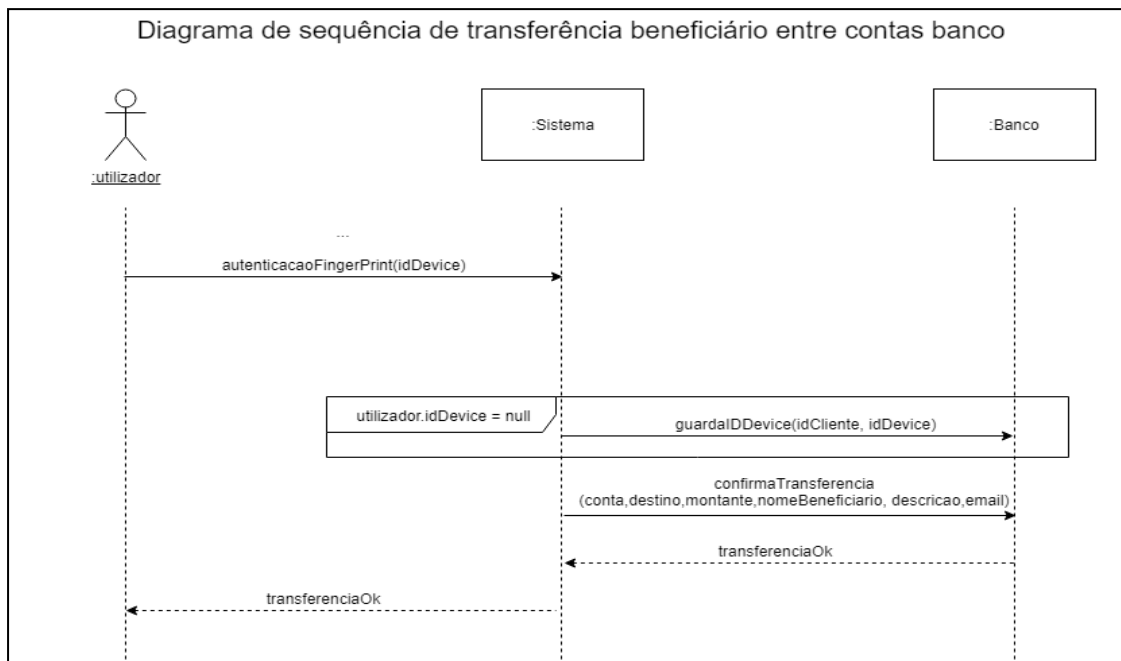 Diagrama de sequência de transferência beneficiário entre contas banco
:Sistema
:Banco
:utilizador
...
autenticacaoFingerPrint(idDevice)
utilizador.idDevice = null
guardaIDDevice(idCliente, idDevice)
confirmaTransferencia
(conta,destino,montante,nomeBeneficiario, descricao,email)
transferenciaOk
transferenciaOk